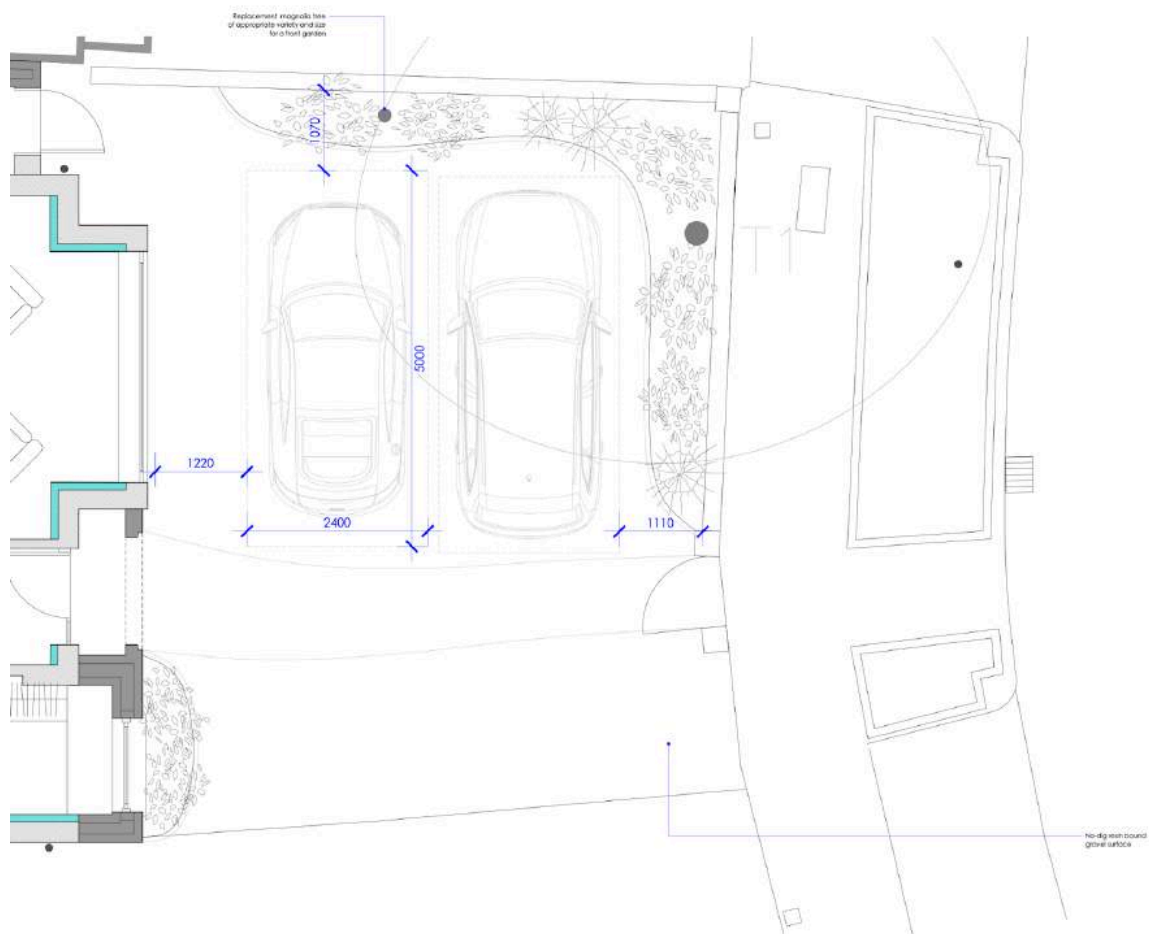 Replacement magnolia tree
of appropriate variety and size
for a front garden
1070
T1
5000
1220
2400
1110
No-dig resin bound
gravel surface